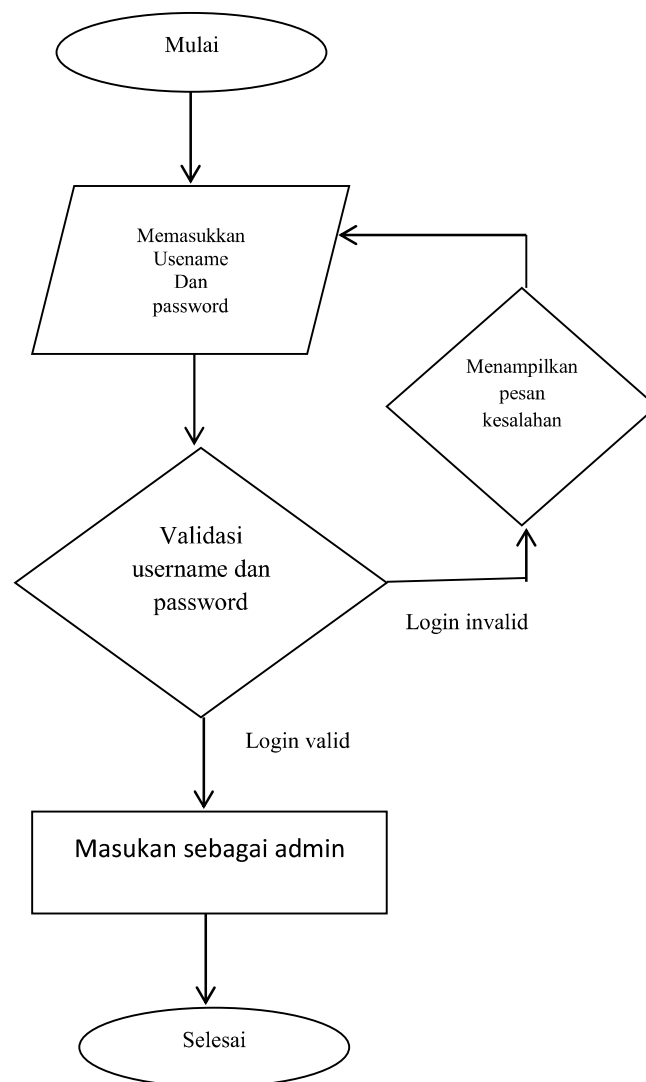 Mulai
Memasukkan
Usename
Dan
password
Menampilkan
pesan
kesalahan
Validasi
username dan
password
Login invalid
Login valid
Masukan sebagai admin
Selesai